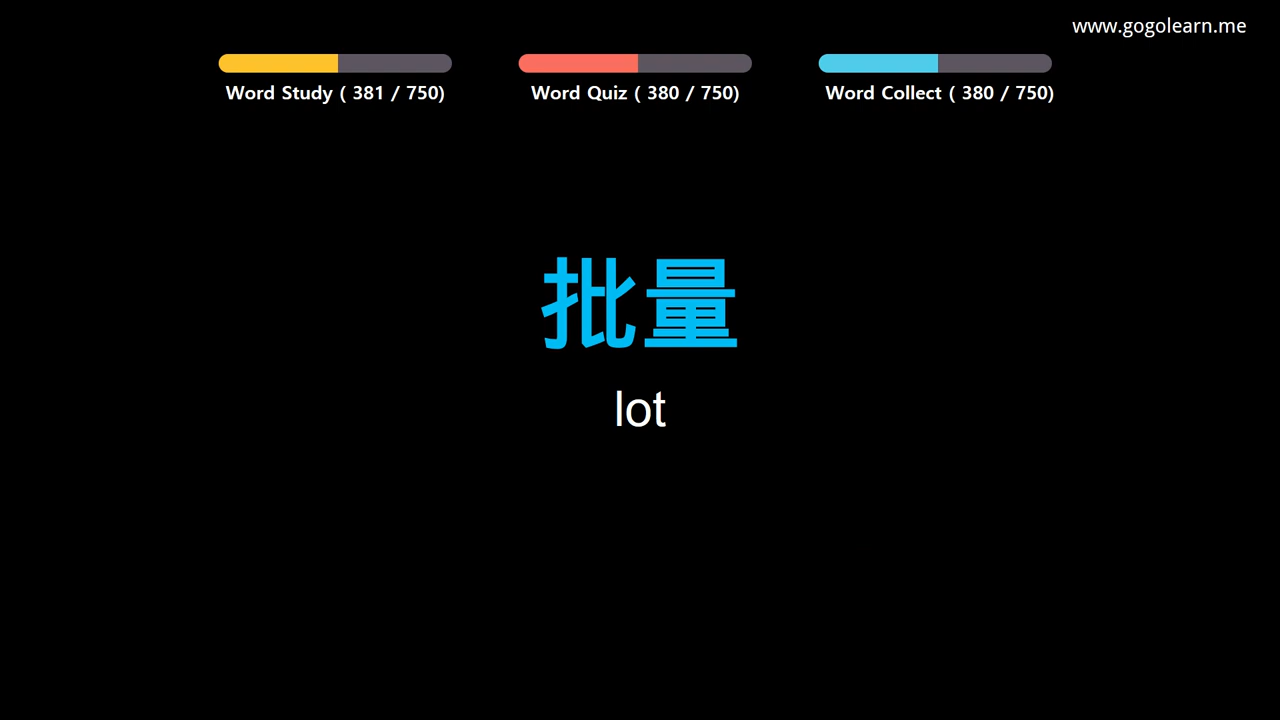 www.gogolearn.me
Word Study ( 381 / 750)
Word Quiz ( 380 / 750)
Word Collect ( 380 / 750)
批量
lot